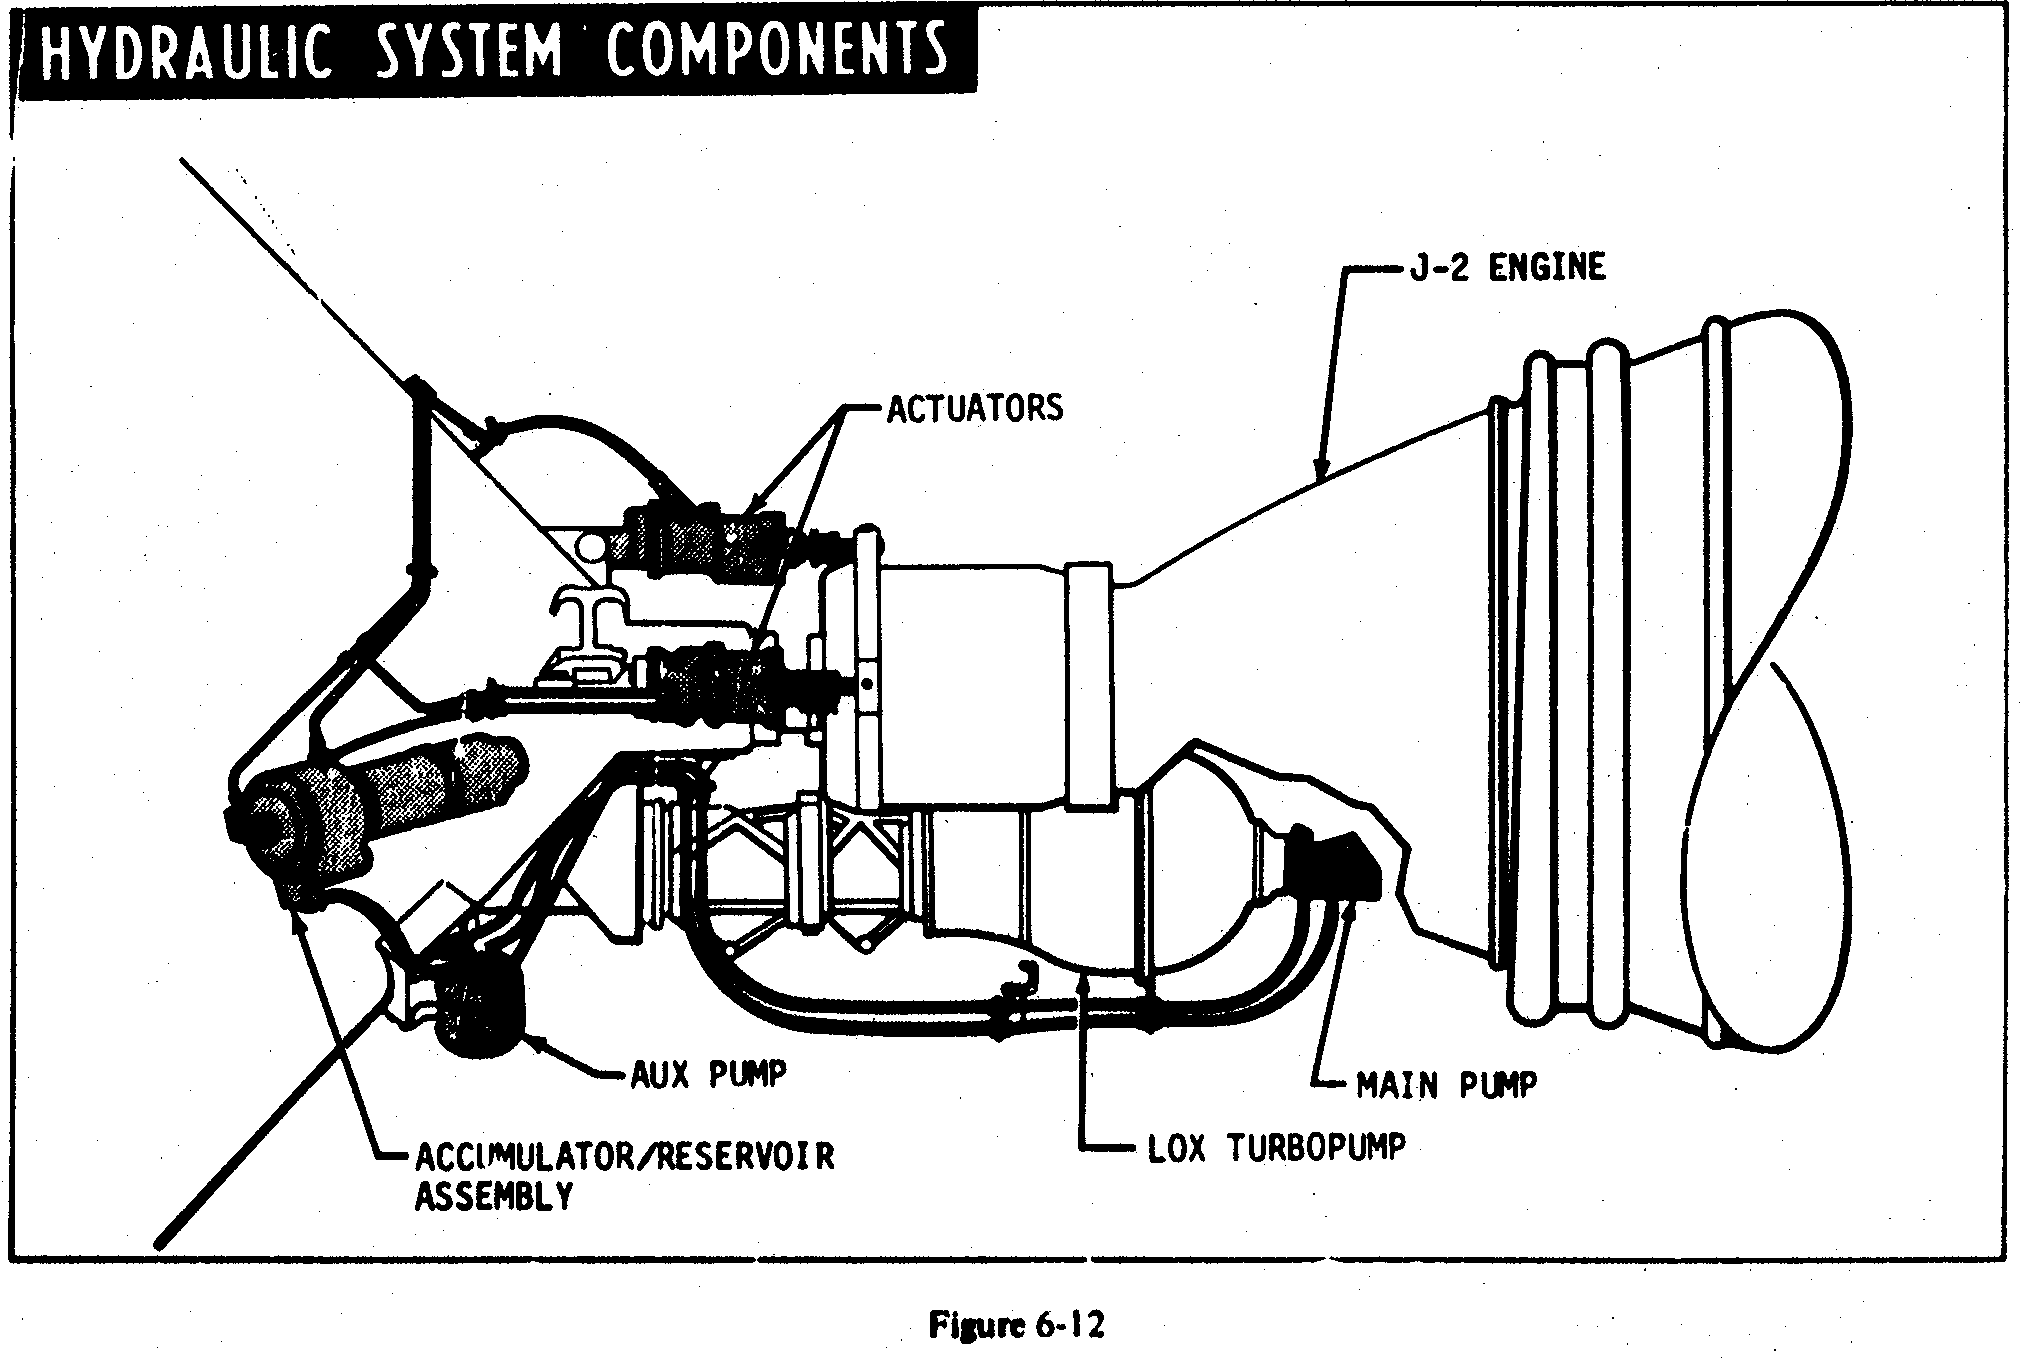 HYDRAULIC SYSTEM COMPONENTS
J-2 ENGINE
ACTUATORS
AUX PUMP
MAIN PUMP
LOX TURBOPUMP
ACCUMULATOR/RESERVOIR
ASSEMBLY
Figure 6-12